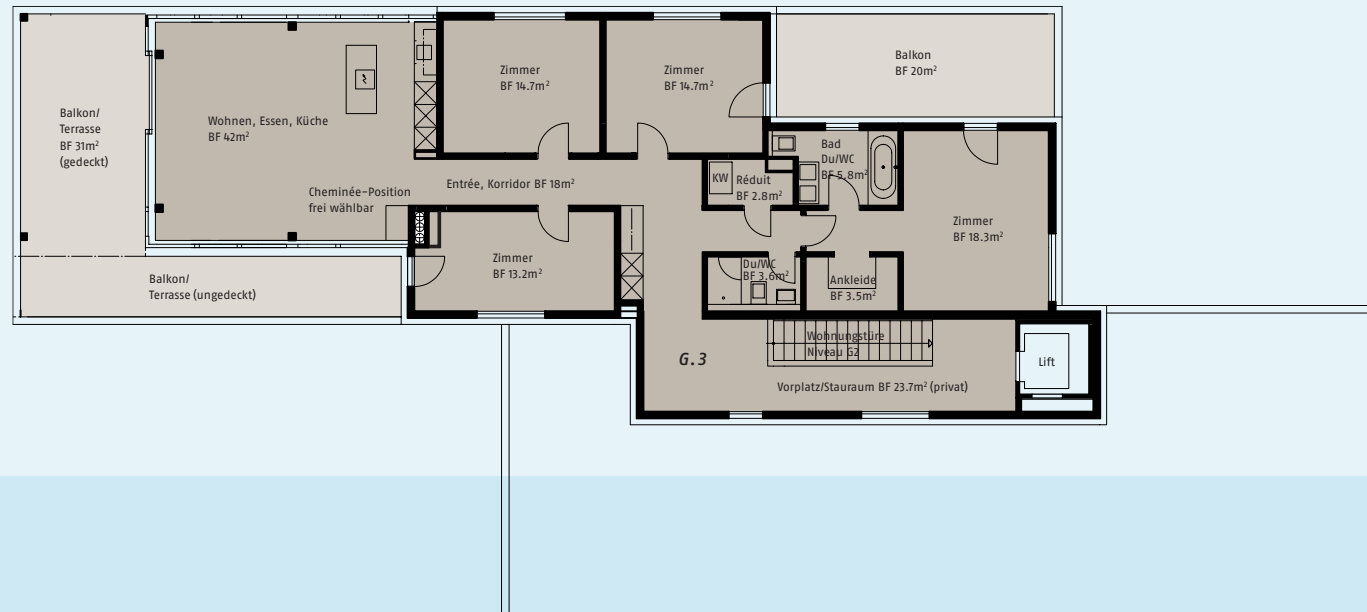 Zimmer
BF 14.7m²
Zimmer
BF 14.7m²
Balkon
BF 20m²
Balkon/
Terrasse
BF 31m²
(gedeckt)
Wohnen, Essen, Küche
BF 42m²
Bad
Du/WC
BF 5.8m²
KW
Réduit
BF 2.8m²
Entrée, Korridor BF 18m²
Cheminée-Position
frei wählbar
Zimmer
BF 18.3m²
Zimmer
BF 13.2m²
Du/WC
BF 3.6m²
Ankleide
BF 3.5m²
Balkon/
Terrasse (ungedeckt)
Wohnungstüre
Niveau G2
G.3
Lift
Vorplatz/Stauraum BF 23.7m² (privat)